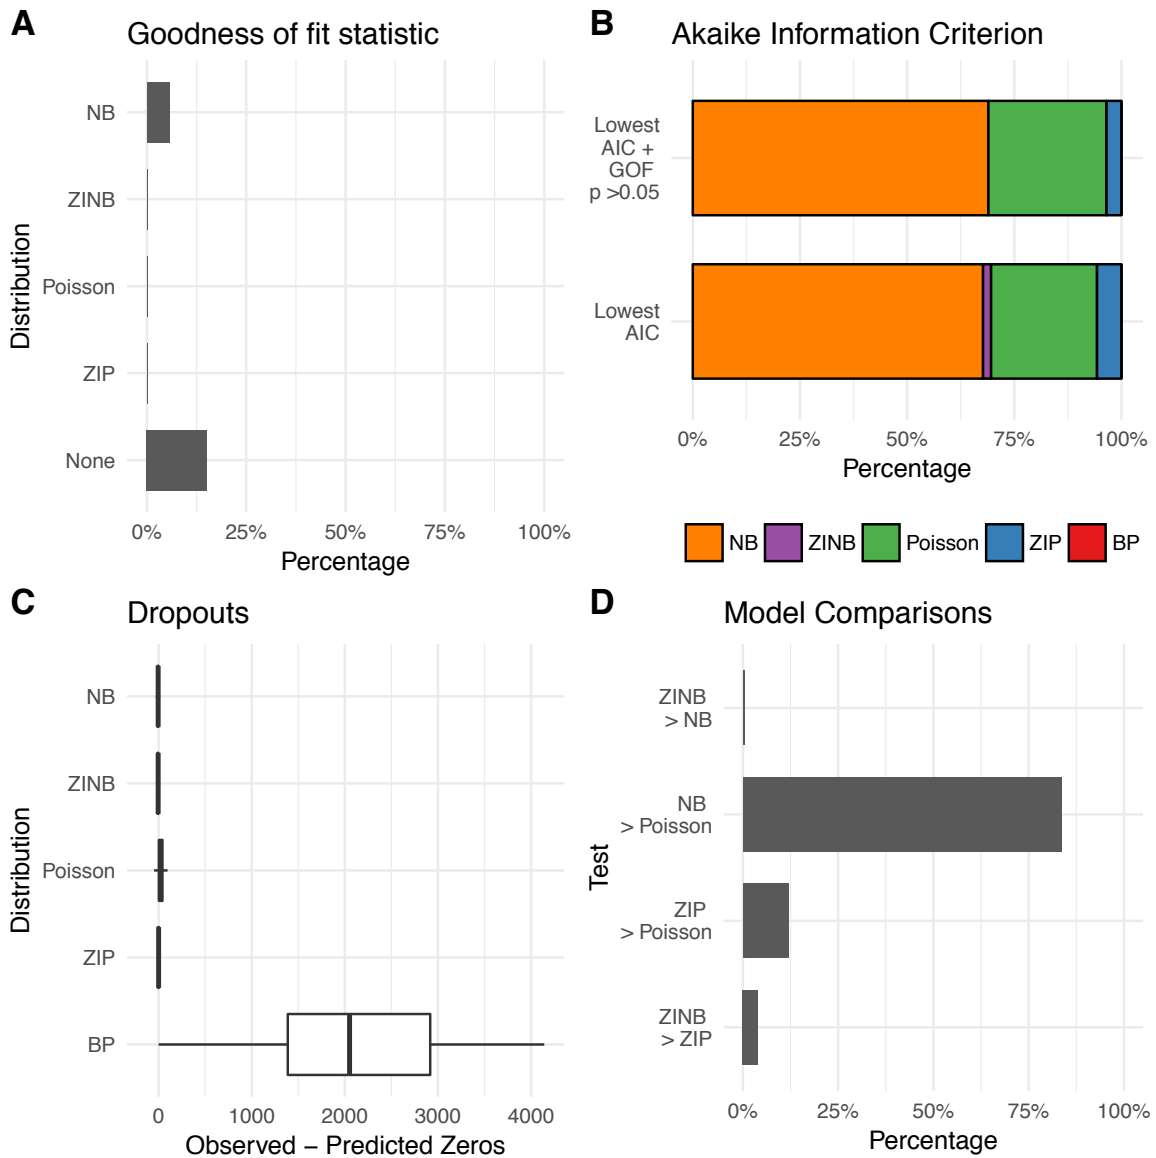 A
Goodness of fit statistic
Distribution
NB
ZINB
Poisson
ZIP
None
0% 25% 50% 75% 100%
Percentage
B
Akaike Information Criterion
Lowest
AIC +
GOF
p >0.05
Lowest
AIC
0% 25% 50% 75% 100%
Percentage
NB ZINB Poisson ZIP BP
C
Dropouts
Distribution
NB
ZINB
Poisson
ZIP
BP
0 1000 2000 3000 4000
Observed − Predicted Zeros
D
Model Comparisons
Test
ZINB
> NB
NB
> Poisson
ZIP
> Poisson
ZINB
> ZIP
0% 25% 50% 75% 100%
Percentage